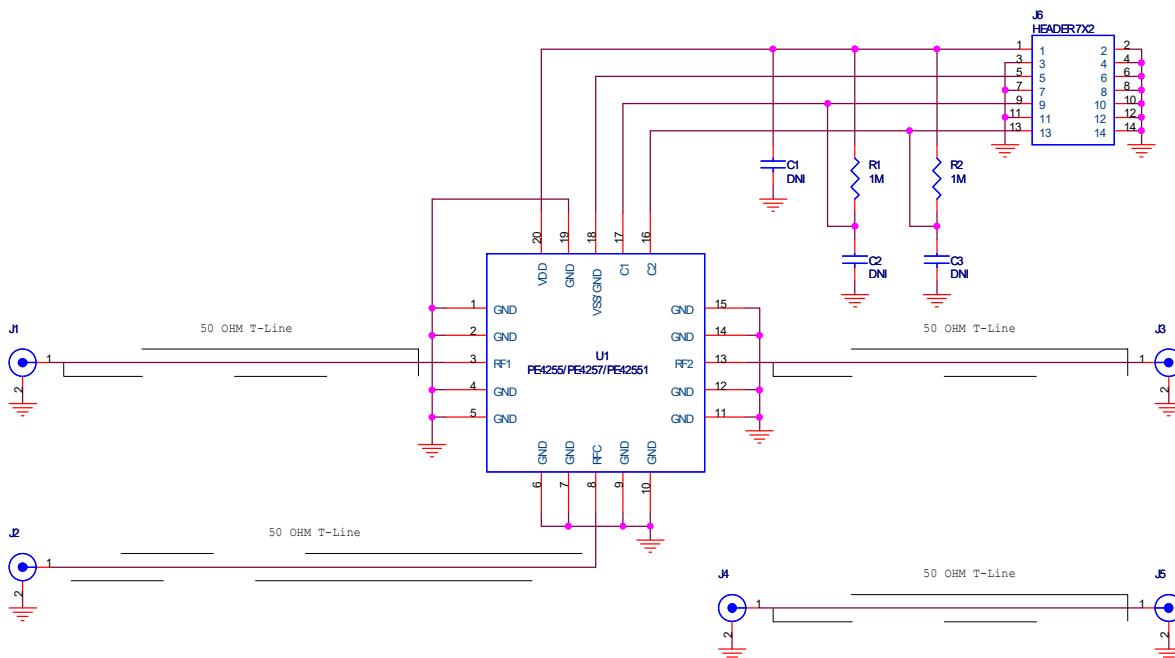 J6
HEADER7X2
1 1 2 2
3 3 4 4
5 5 6 6
7 7 8 8
9 9 10 10
11 11 12 12
13 13 14 14
C1
DNI
R1
1M
R2
1M
C2
DNI
C3
DNI
20 19 18 17 16
VDD GND VSS/GND C1 C2
1 GND GND 15
2 GND GND 14
3 RF1 RF2 13
4 GND GND 12
5 GND GND 11
U1
PE4255/PE4257/PE42551
GND GND RFC GND GND
6 7 8 9 10
J1
1
2
50 OHM T-Line
50 OHM T-Line
J3
1
2
J2
1
2
50 OHM T-Line
J4
1
2
50 OHM T-Line
J5
1
2